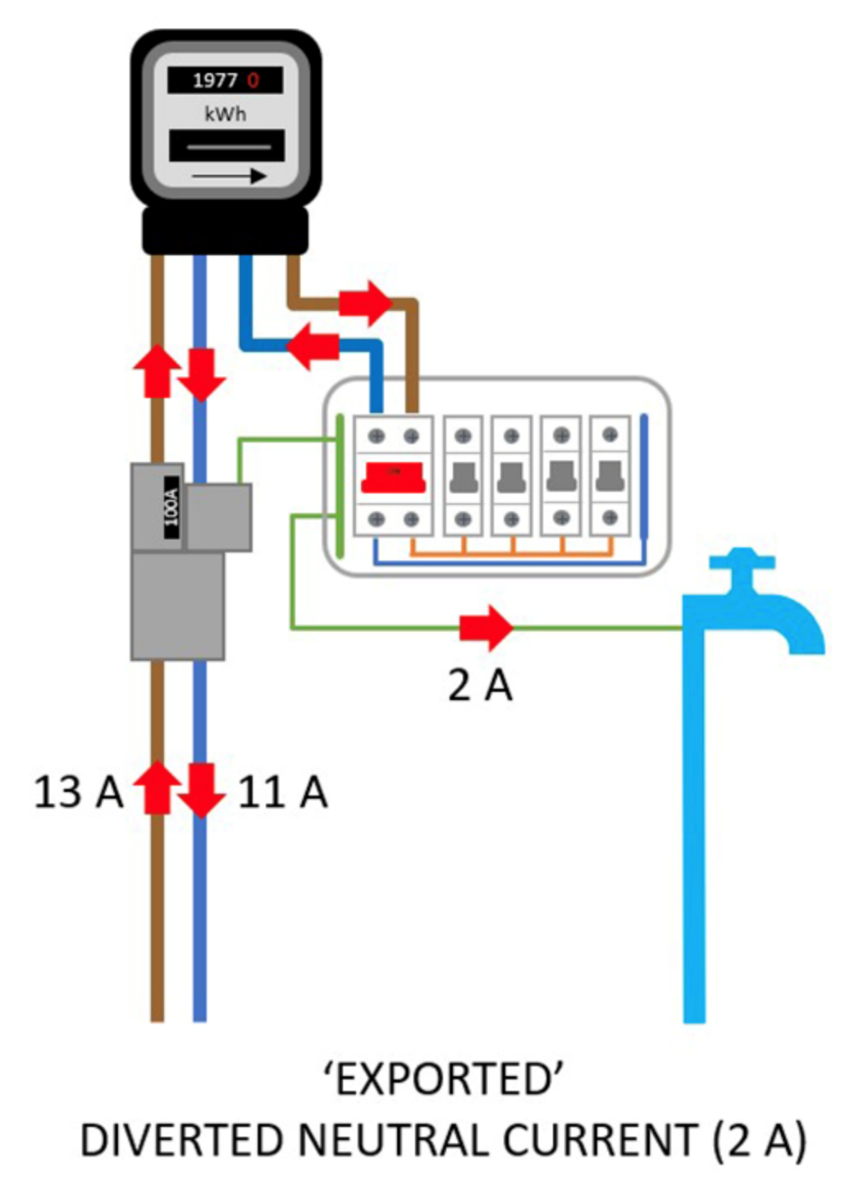 1977 0
kWh
100A
2 A
13 A
11 A
‘EXPORTED’
DIVERTED NEUTRAL CURRENT (2 A)